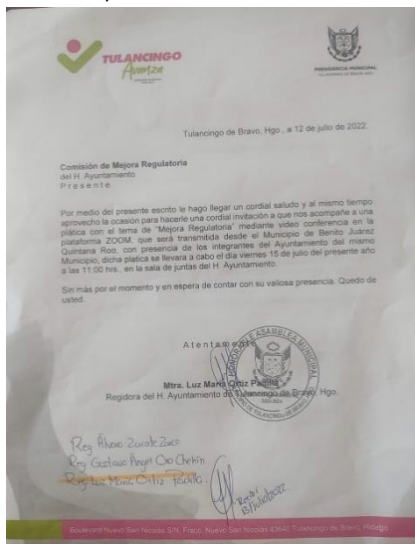 TULANCINGO
Avanza
PRESIDENCIA MUNICIPAL
Tulancingo de Bravo, Hgo., a 12 de julio de 2022.
Comisión de Mejora Regulatoria
del H. Ayuntamiento
P r e s e n t e
Por medio del presente escrito le hago llegar un cordial saludo y al mismo tiempo
aprovecho la ocasión para hacerle una cordial invitación a que nos acompañe a una
plática con el tema de "Mejora Regulatoria" mediante video conferencia en la
plataforma ZOOM, que será transmitida desde el Municipio de Benito Juárez
Quintana Roo, con presencia de los integrantes del Ayuntamiento del mismo
Municipio, dicha platica se llevara a cabo el día viernes 15 de julio del presente año
a las 11:00 hrs., en la sala de juntas del H. Ayuntamiento.
Sin más por el momento y en espera de contar con su valiosa presencia. Quedo de
usted.
A t e n t a m e n t e
HONORABLE ASAMBLEA MUNICIPAL
Mtra. Luz María Ortiz Padilla
Regidora del H. Ayuntamiento de Tulancingo de Bravo, Hgo.
Reg Álvaro Zarate
Reg Gustavo Ángel Oro
Reg Luz María Ortiz Padilla.
Recibí
Boulevard Nuevo San Nicolás S/N, Fracc. Nuevo San Nicolás 43640 Tulancingo de Bravo, Hidalgo